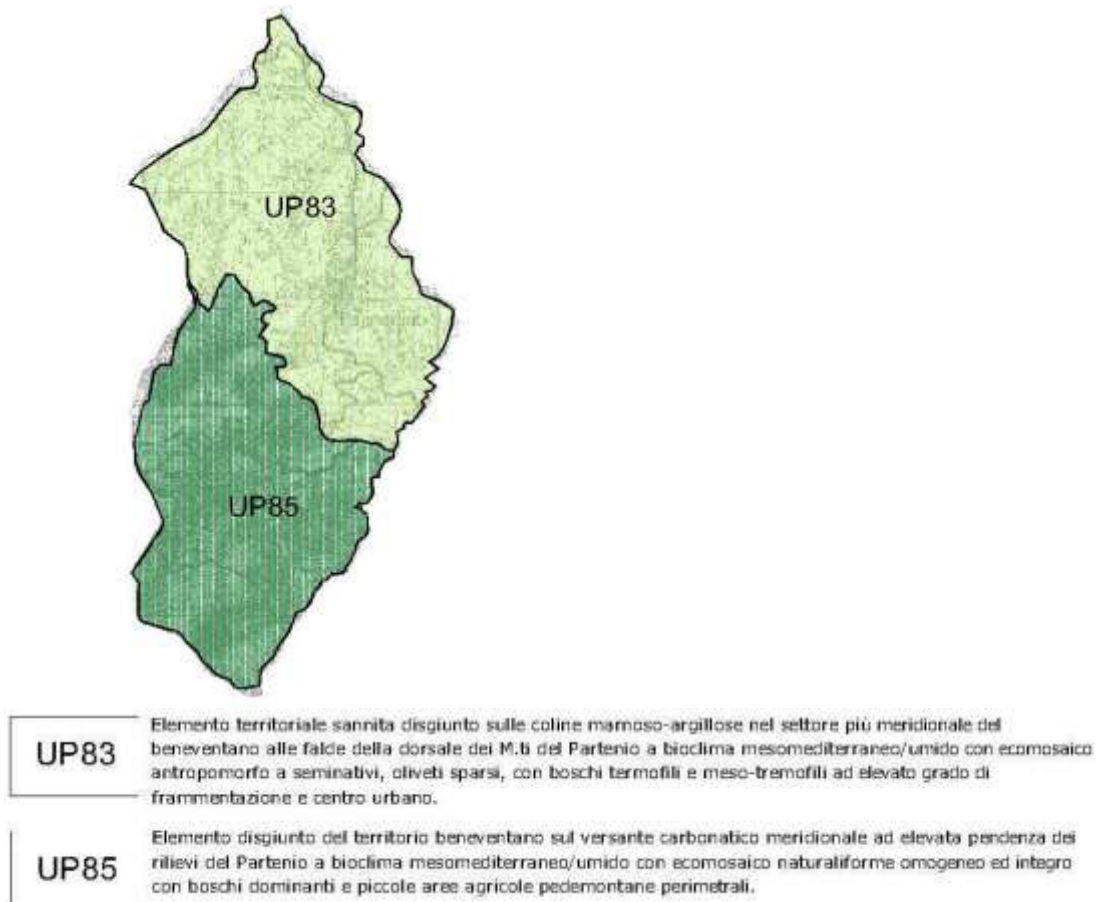 UP83
UP85
UP83
Elemento territoriale sannita disgiunto sulle coline marnoso-argillose nel settore più meridionale del
beneventano alle falde della dorsale dei M.ti del Partenio a bioclima mesomediterraneo/umido con ecomosaico
antropomorfo a seminativi, oliveti sparsi, con boschi termofili e meso-tremofili ad elevato grado di
frammentazione e centro urbano.
UP85
Elemento disgiunto del territorio beneventano sul versante carbonatico meridionale ad elevata pendenza dei
rilievi del Partenio a bioclima mesomediterraneo/umido con ecomosaico naturaliforme omogeneo ed integro
con boschi dominanti e piccole aree agricole pedemontane perimetrali.